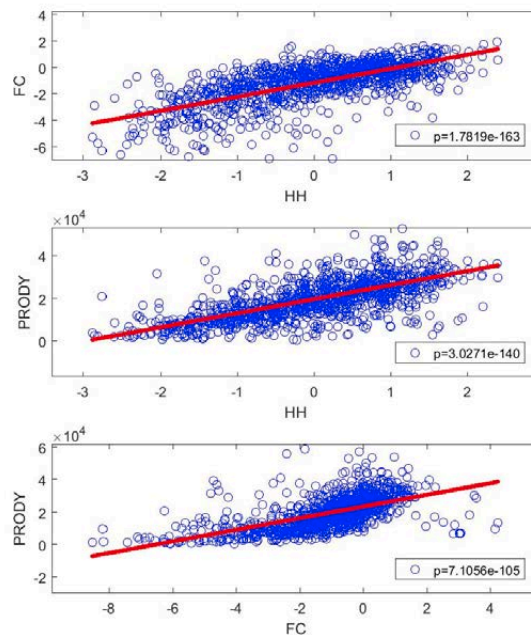 4
2
0
-2
-4
-6
FC
p=1.7819e-163
-3 -2 -1 0 1 2
HH
×10⁴
4
2
0
PRODY
p=3.0271e-140
-3 -2 -1 0 1 2
HH
×10⁴
6
4
2
0
-2
PRODY
p=7.1056e-105
-8 -6 -4 -2 0 2 4
FC